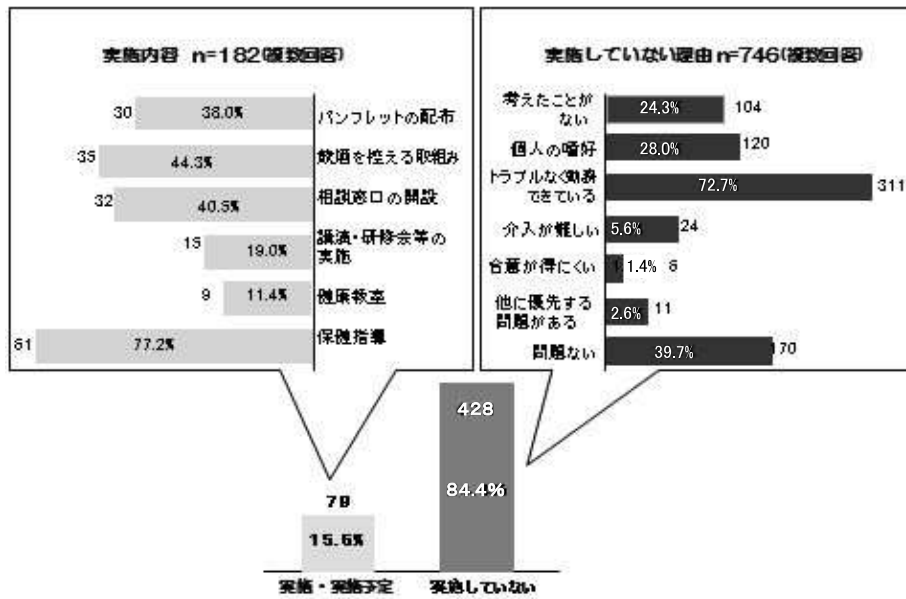 実施内容 n=182(複数回答)
30 38.0% パンフレットの配布
35 44.3% 飲酒を控える取組み
32 40.5% 相談窓口の開設
15 19.0% 講演・研修会等の
実施
9 11.4% 健康教室
61 77.2% 保健指導
実施していない理由 n=746(複数回答)
考えたことが
ない 24.3% 104
個人の嗜好 28.0% 120
トラブルなく勤務
できている 72.7% 311
介入が難しい 5.6% 24
合意が得にくい 1.4% 6
他に優先する
問題がある 2.6% 11
問題ない 39.7% 170
79
15.6%
428
84.4%
実施・実施予定 実施していない